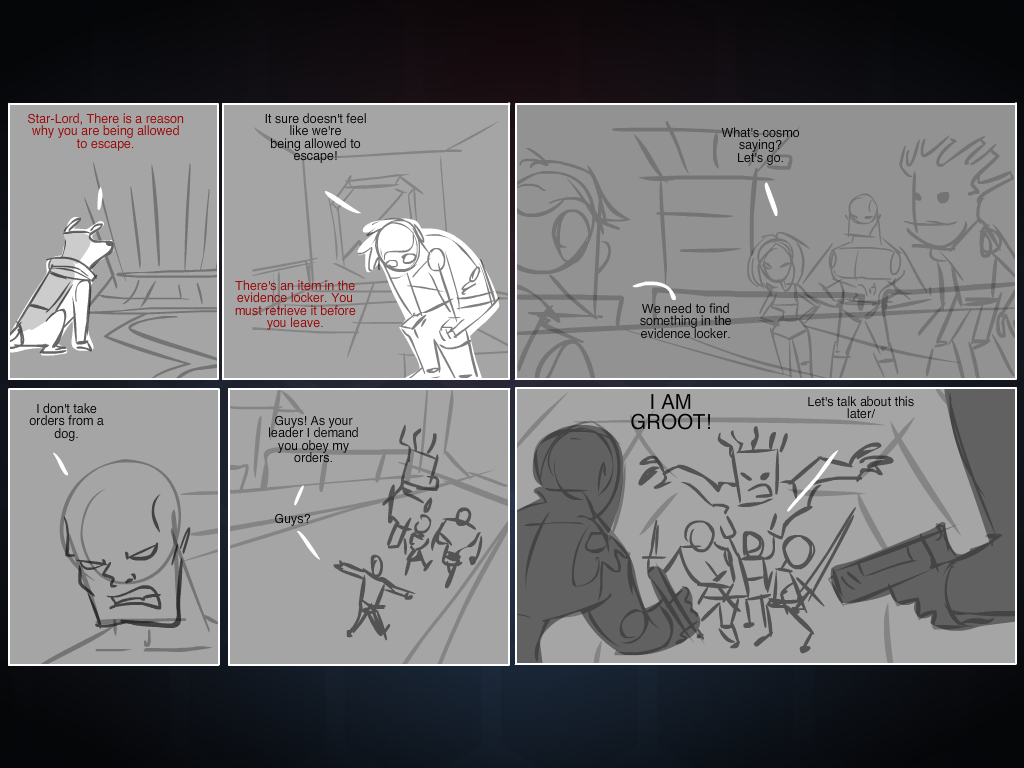 Star-Lord, There is a reason
why you are being allowed
to escape.
It sure doesn't feel
like we're
being allowed to
escape!
There's an item in the
evidence locker. You
must retrieve it before
you leave.
What's cosmo
saying?
Let's go.
We need to find
something in the
evidence locker.
I don't take
orders from a
dog.
Guys! As your
leader I demand
you obey my
orders.
Guys?
I AM
GROOT!
Let's talk about this
later/